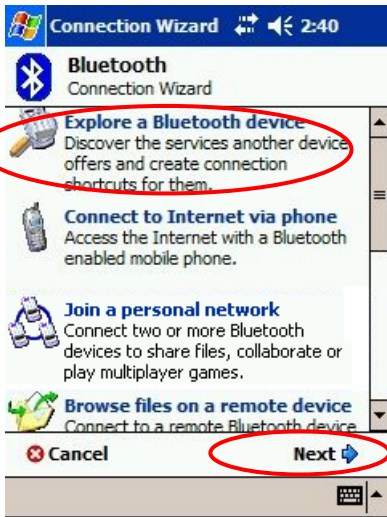 Connection Wizard 2:40
Bluetooth
Connection Wizard
Explore a Bluetooth device
Discover the services another device
offers and create connection
shortcuts for them.
Connect to Internet via phone
Access the Internet with a Bluetooth
enabled mobile phone.
Join a personal network
Connect two or more Bluetooth
devices to share files, collaborate or
play multiplayer games.
Browse files on a remote device
Connect to a remote Bluetooth device
Cancel Next